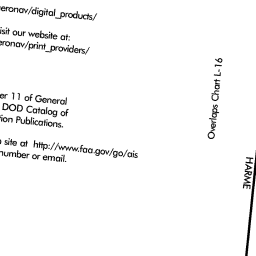 eronav/digital_products/
isit our website at:
eronav/print_providers/
er 11 of General
DOD Catalog of
ion Publications.
site at http://www.faa.gov/go/ais
number or email.
Overlaps Chart L-16
HARME